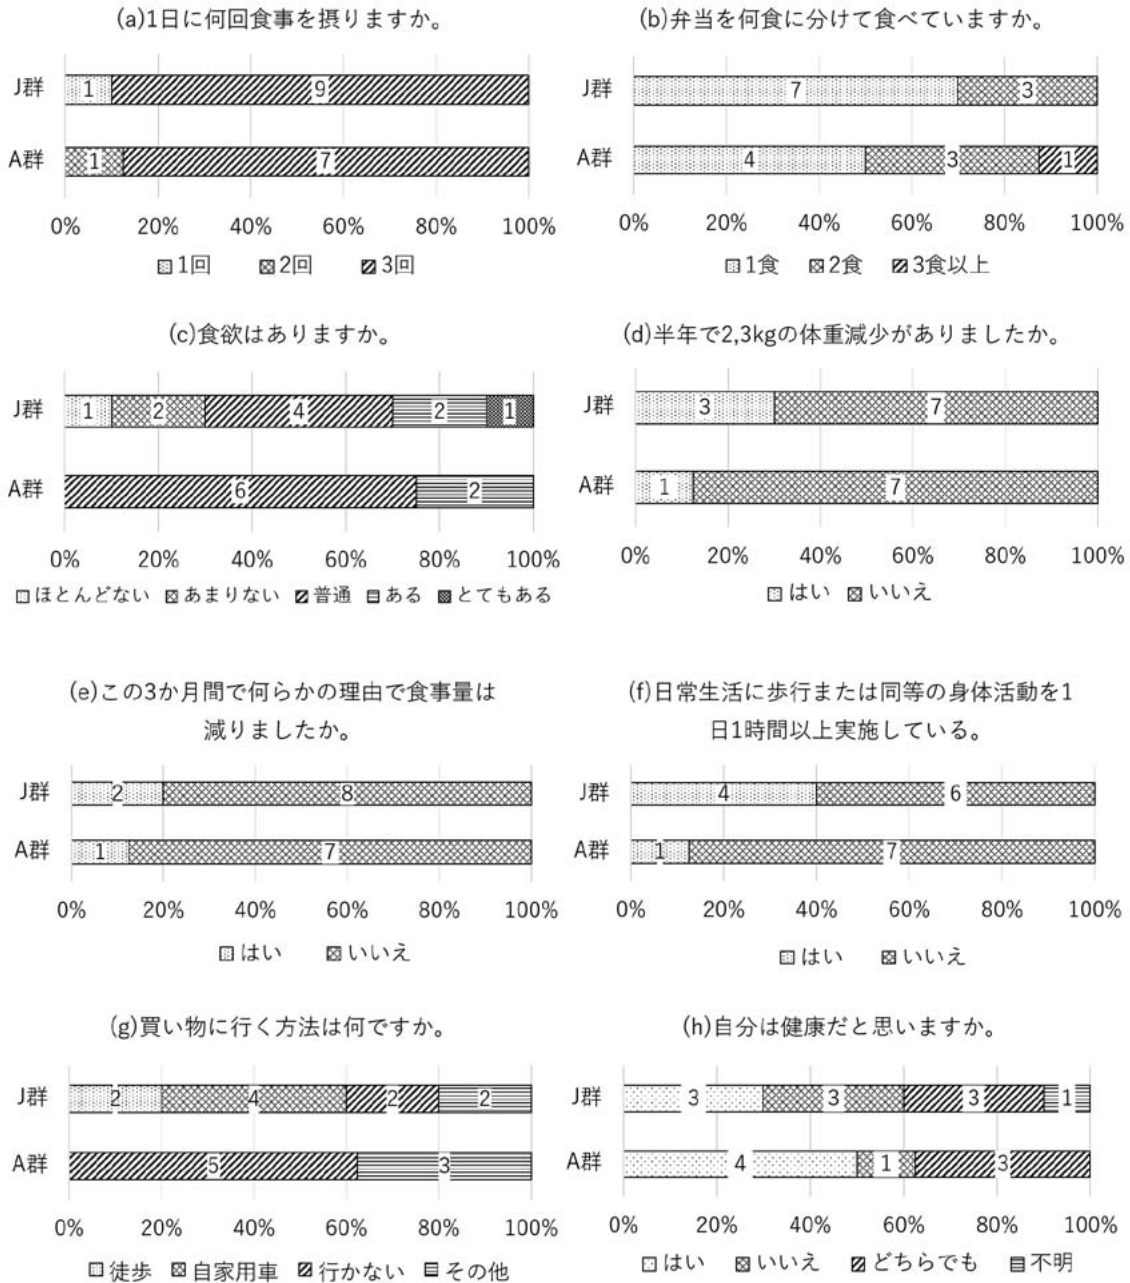 (a)1日に何回食事を摂りますか。
J群 1 9
A群 1 7
0% 20% 40% 60% 80% 100%
1回 2回 3回
(b)弁当を何食に分けて食べていますか。
J群 7 3
A群 4 3 1
0% 20% 40% 60% 80% 100%
1食 2食 3食以上
(c)食欲はありますか。
J群 1 2 4 2 1
A群 6 2
0% 20% 40% 60% 80% 100%
ほとんどない あまりない 普通 ある とてもある
(d)半年で2,3kgの体重減少がありましたか。
J群 3 7
A群 1 7
0% 20% 40% 60% 80% 100%
はい いいえ
(e)この3か月間で何らかの理由で食事量は
減りましたか。
J群 2 8
A群 1 7
0% 20% 40% 60% 80% 100%
はい いいえ
(f)日常生活に歩行または同等の身体活動を1
日1時間以上実施している。
J群 4 6
A群 1 7
0% 20% 40% 60% 80% 100%
はい いいえ
(g)買い物に行く方法は何ですか。
J群 2 4 2 2
A群 5 3
0% 20% 40% 60% 80% 100%
徒歩 自家用車 行かない その他
(h)自分は健康だと思いますか。
J群 3 3 3 1
A群 4 1 3
0% 20% 40% 60% 80% 100%
はい いいえ どちらでも 不明